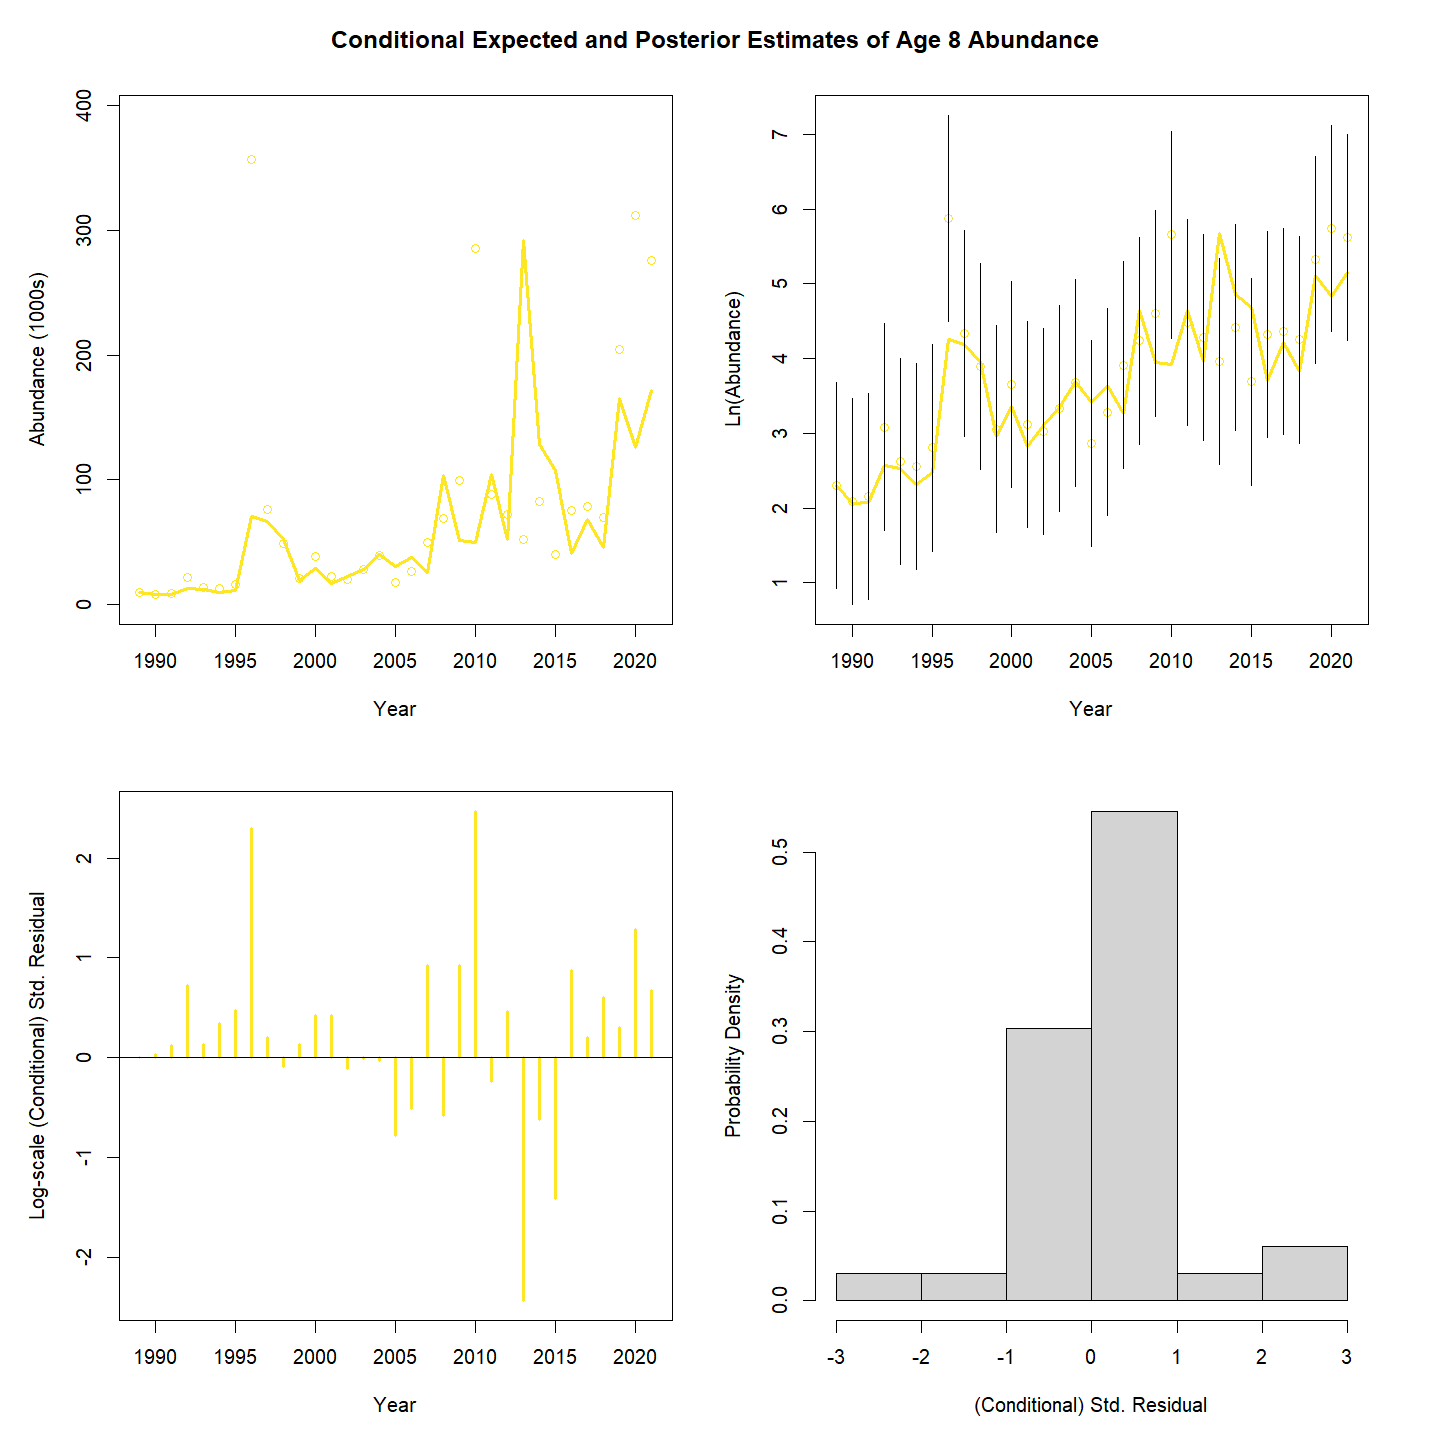 Conditional Expected and Posterior Estimates of Age 8 Abundance
Abundance (1000s)
400
300
200
100
0
1990 1995 2000 2005 2010 2015 2020
Year
Ln(Abundance)
7
6
5
4
3
2
1
1990 1995 2000 2005 2010 2015 2020
Year
Log-scale (Conditional) Std. Residual
2
1
0
-1
-2
1990 1995 2000 2005 2010 2015 2020
Year
Probability Density
0.5
0.4
0.3
0.2
0.1
0.0
-3 -2 -1 0 1 2 3
(Conditional) Std. Residual